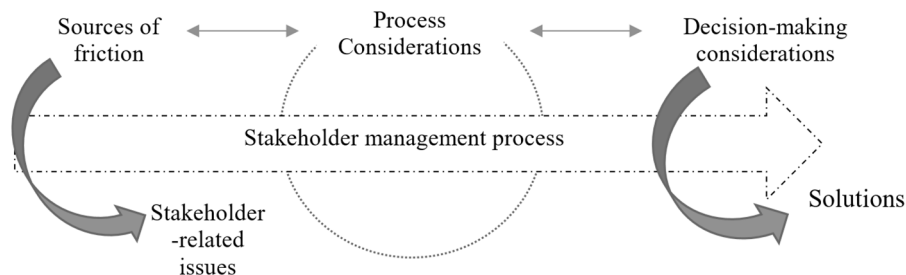 Sources of
friction
Process
Considerations
Decision-making
considerations
Stakeholder management process
Stakeholder
-related
issues
Solutions